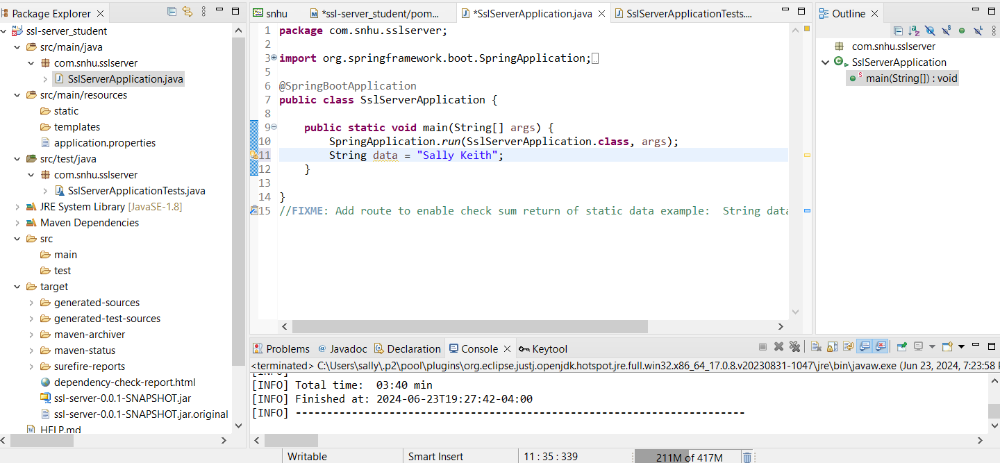 Package Explorer
ssl-server_student
src/main/java
com.snhu.sslserver
SslServerApplication.java
src/main/resources
static
templates
application.properties
src/test/java
com.snhu.sslserver
SslServerApplicationTests.java
JRE System Library [JavaSE-1.8]
Maven Dependencies
src
main
test
target
generated-sources
generated-test-sources
maven-archiver
maven-status
surefire-reports
dependency-check-report.html
ssl-server-0.0.1-SNAPSHOT.jar
ssl-server-0.0.1-SNAPSHOT.jar.original
HELP.md
snhu *ssl-server_student/pom... *SslServerApplication.java SslServerApplicationTests....
1 package com.snhu.sslserver;
2
3 import org.springframework.boot.SpringApplication;
5
6 @SpringBootApplication
7 public class SslServerApplication {
8
9 public static void main(String[] args) {
10 SpringApplication.run(SslServerApplication.class, args);
11 String data = "Sally Keith";
12 }
13
14 }
15 //FIXME: Add route to enable check sum return of static data example: String data
Outline
com.snhu.sslserver
SslServerApplication
main(String[]) : void
Problems @ Javadoc Declaration Console Keytool
<terminated> C:\Users\sally\.p2\pool\plugins\org.eclipse.justj.openjdk.hotspot.jre.full.win32.x86_64_17.0.8.v20230831-1047\jre\bin\javaw.exe (Jun 23, 2024, 7:23:58 P
[INFO]
[INFO] Total time: 03:40 min
[INFO] Finished at: 2024-06-23T19:27:42-04:00
[INFO] ------------------------------------------------------------------------
Writable Smart Insert 11 : 35 : 339 211M of 417M